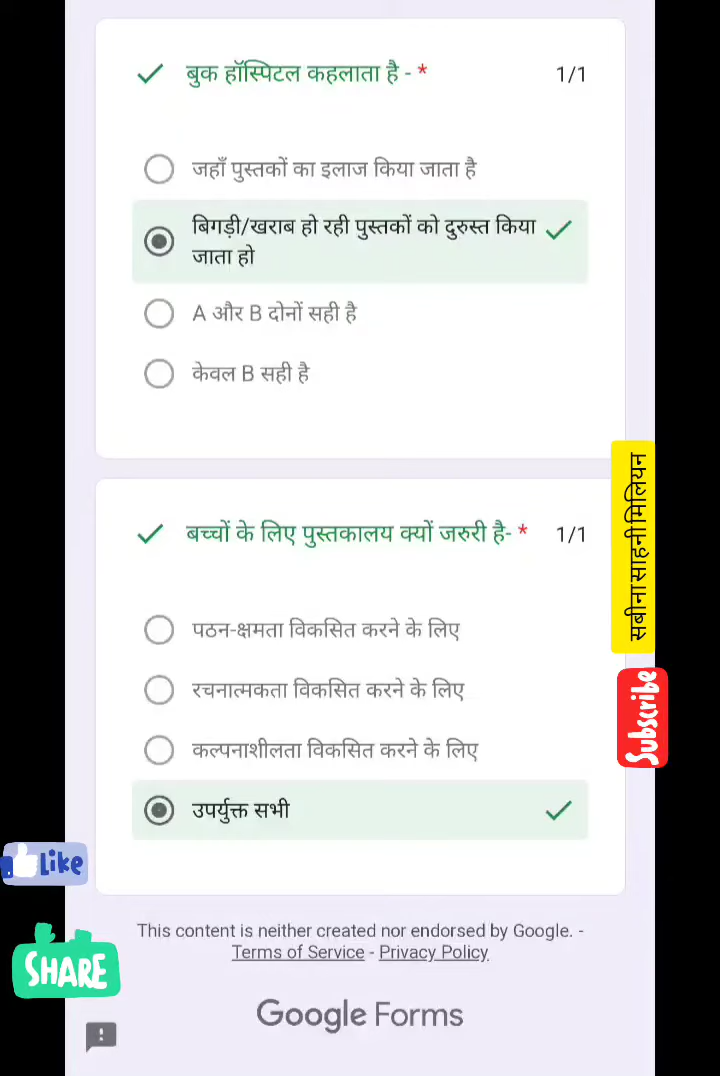 बुक हॉस्पिटल कहलाता है - * 1/1
जहाँ पुस्तकों का इलाज किया जाता है
बिगड़ी/खराब हो रही पुस्तकों को दुरुस्त किया
जाता हो
A और B दोनों सही है
केवल B सही है
बच्चों के लिए पुस्तकालय क्यों जरुरी है- * 1/1
पठन-क्षमता विकसित करने के लिए
रचनात्मकता विकसित करने के लिए
कल्पनाशीलता विकसित करने के लिए
उपर्युक्त सभी
सबीनासाहनीमिलियन
Subscribe
Like
SHARE
This content is neither created nor endorsed by Google. -
Terms of Service - Privacy Policy
Google Forms